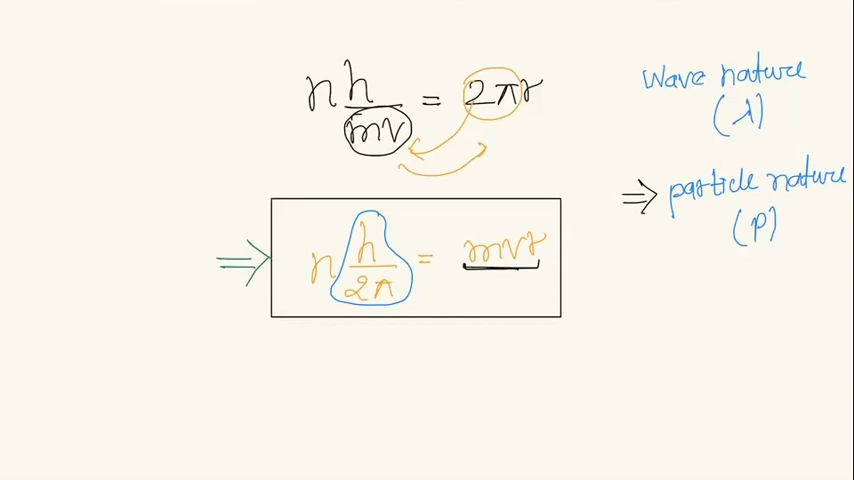 n h/mv = 2πr
wave nature
(λ)
⇒ particle nature
(p)
⇒ n h/2π = mvr